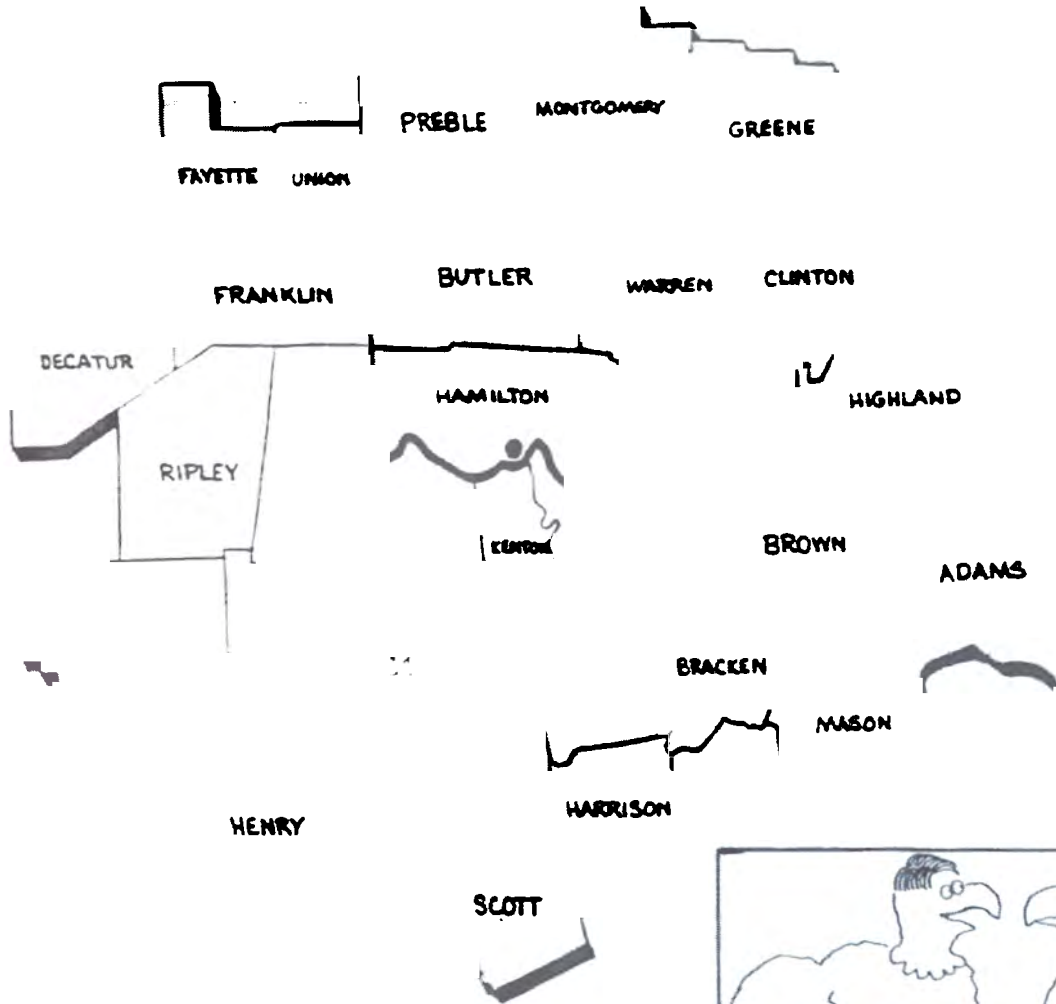 PREBLE
MONTGOMERY
GREENE
FAYETTE
UNION
FRANKLIN
BUTLER
WARREN
CLINTON
DECATUR
HAMILTON
HIGHLAND
RIPLEY
KENTON
BROWN
ADAMS
BRACKEN
MASON
HENRY
HARRISON
SCOTT